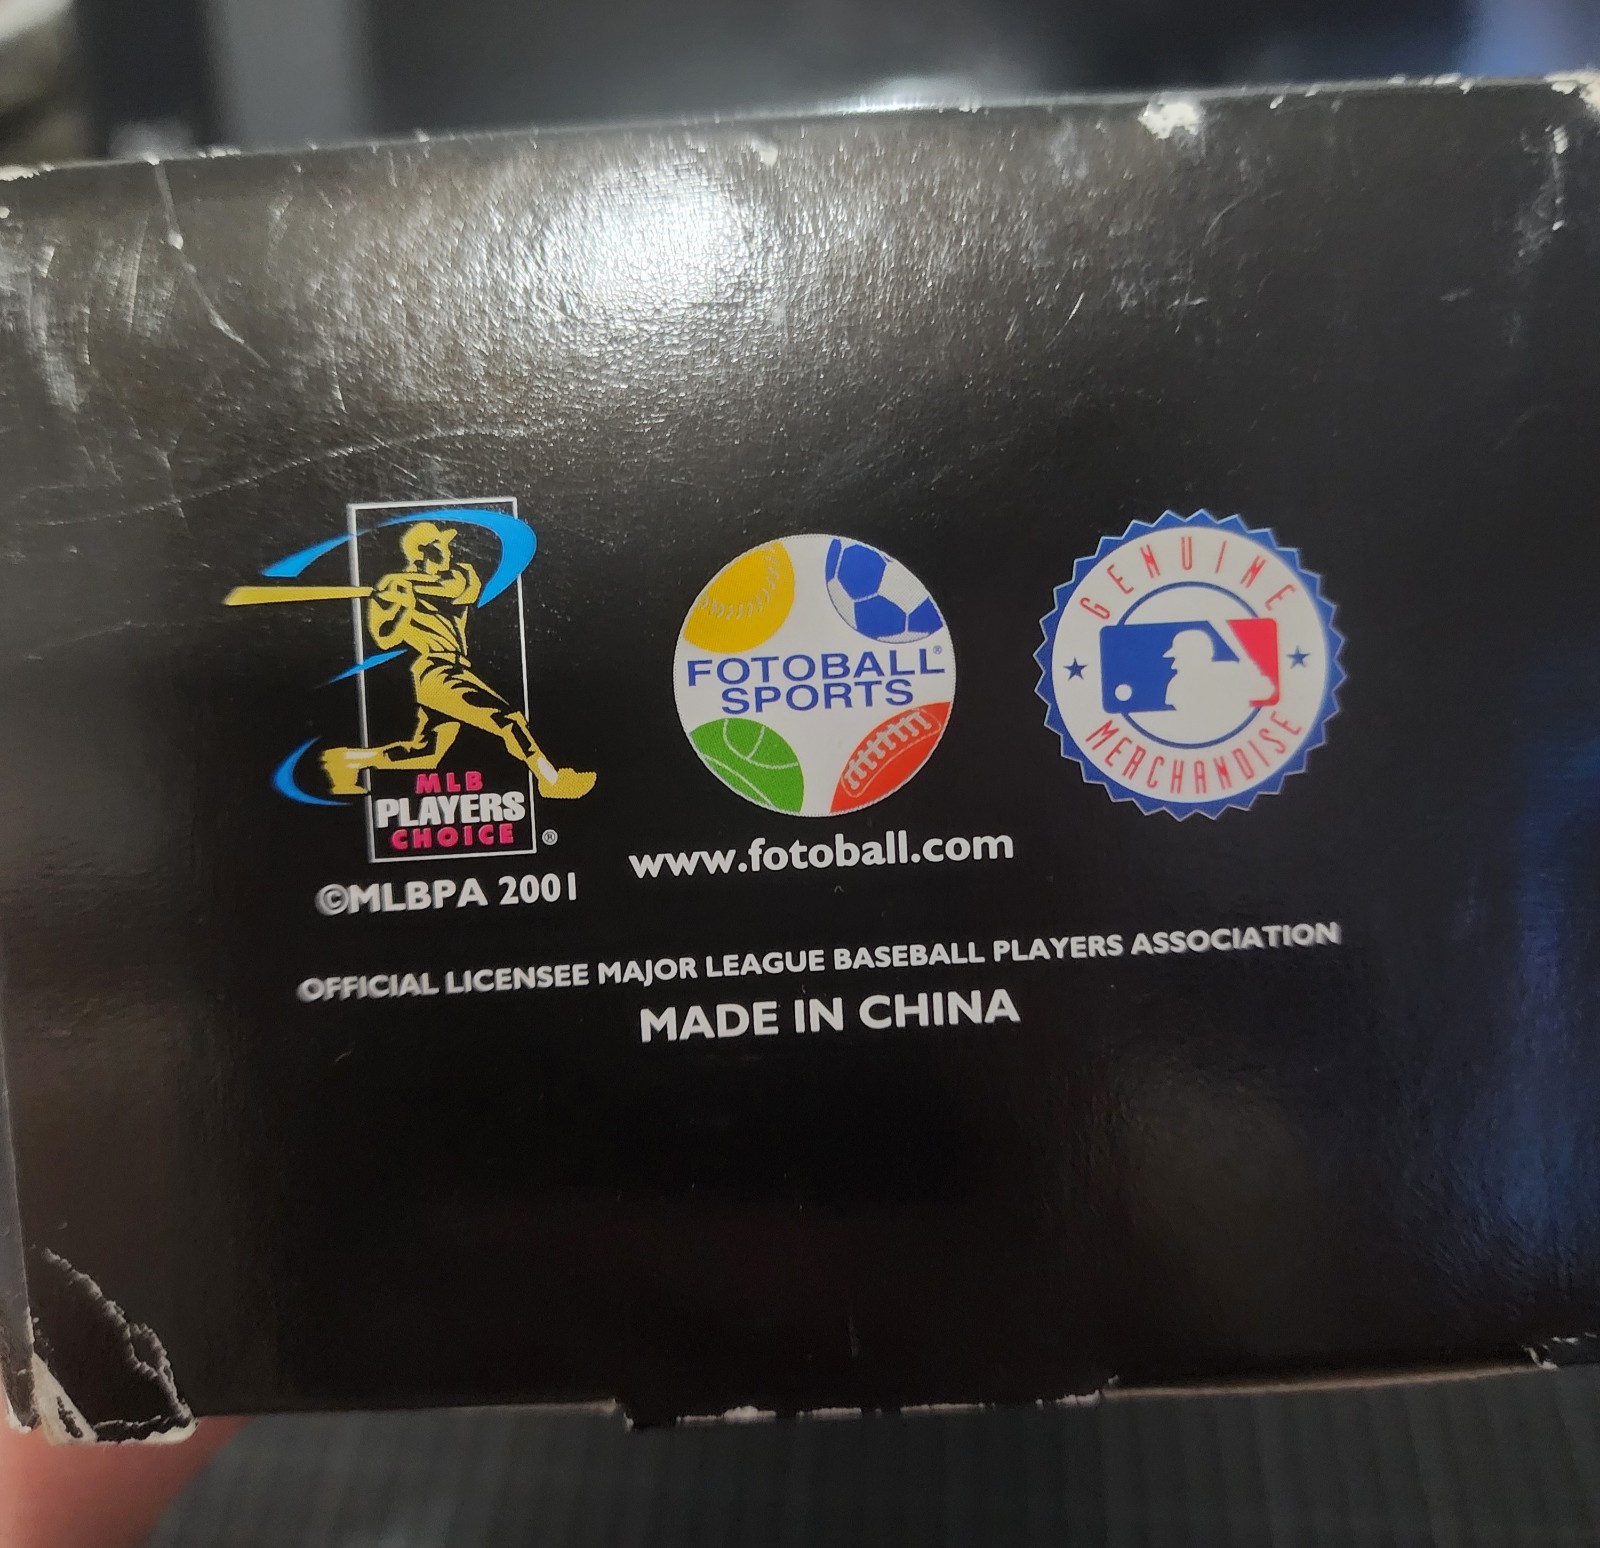 MLB
PLAYERS
CHOICE ®
©MLBPA 2001
FOTOBALL®
SPORTS
www.fotoball.com
GENUINE
MERCHANDISE
OFFICIAL LICENSEE MAJOR LEAGUE BASEBALL PLAYERS ASSOCIATION
MADE IN CHINA